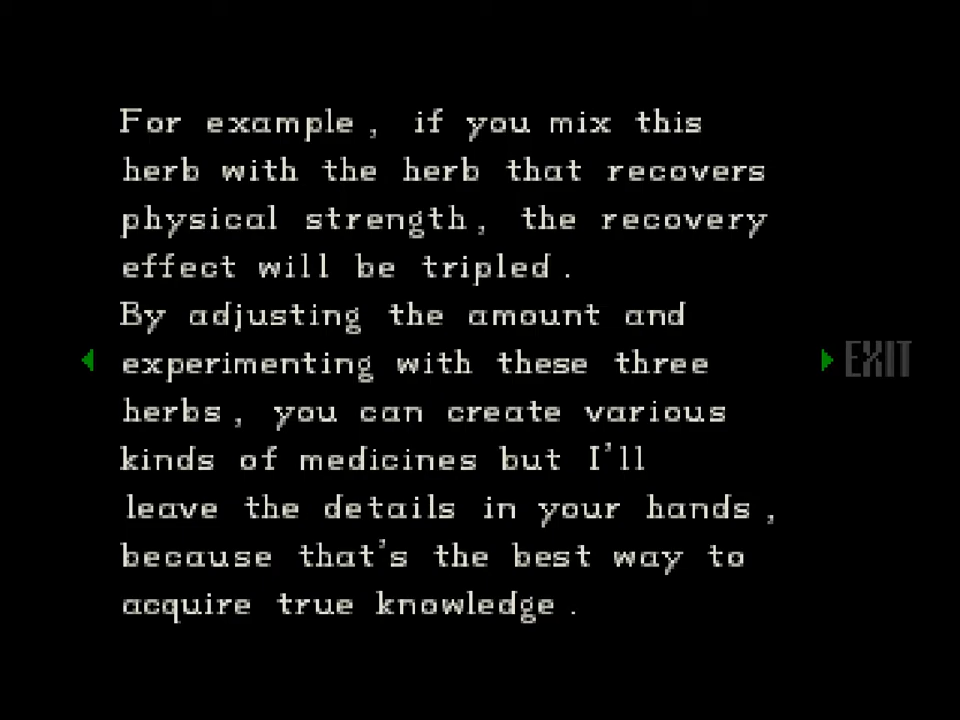 For example, if you mix this
herb with the herb that recovers
physical strength, the recovery
effect will be tripled.
By adjusting the amount and
experimenting with these three
herbs, you can create various
kinds of medicines but I'll
leave the details in your hands,
because that's the best way to
acquire true knowledge.
EXIT